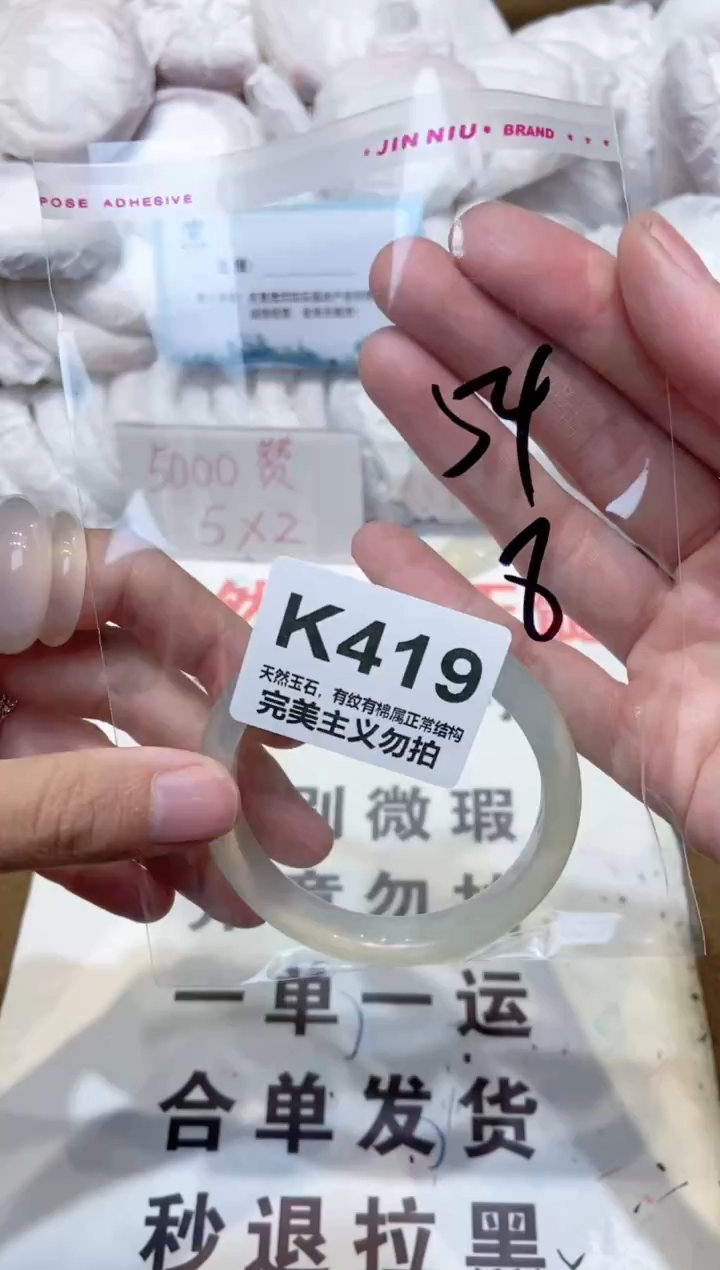 • JIN NIU • BRAND • • •
POSE ADHESIVE
54
8
5000 赞
5×2
K419
天然玉石，有纹有棉属正常结构
完美主义勿拍
微瑕
勿
一单一运
合单发货
秒退拉黑